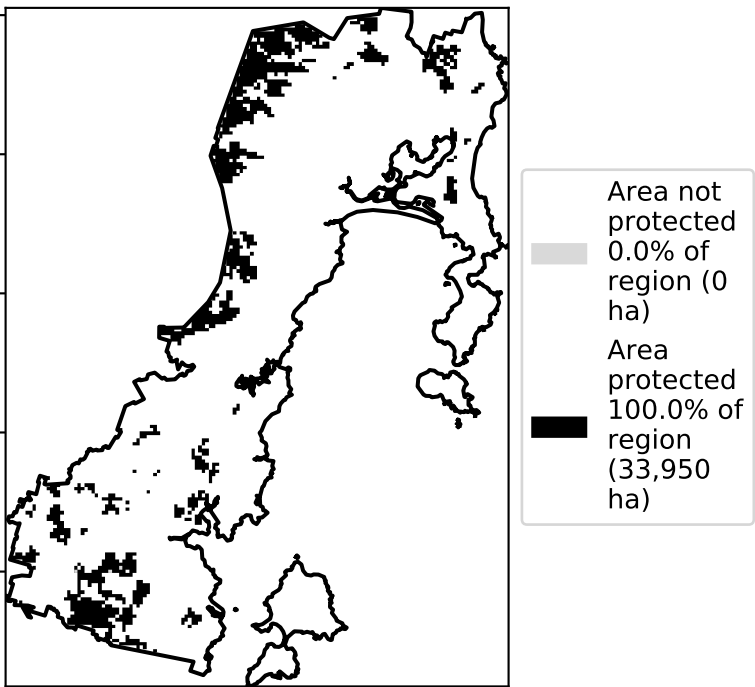 Area not
protected
0.0% of
region (0
ha)
Area
protected
100.0% of
region
(33,950
ha)